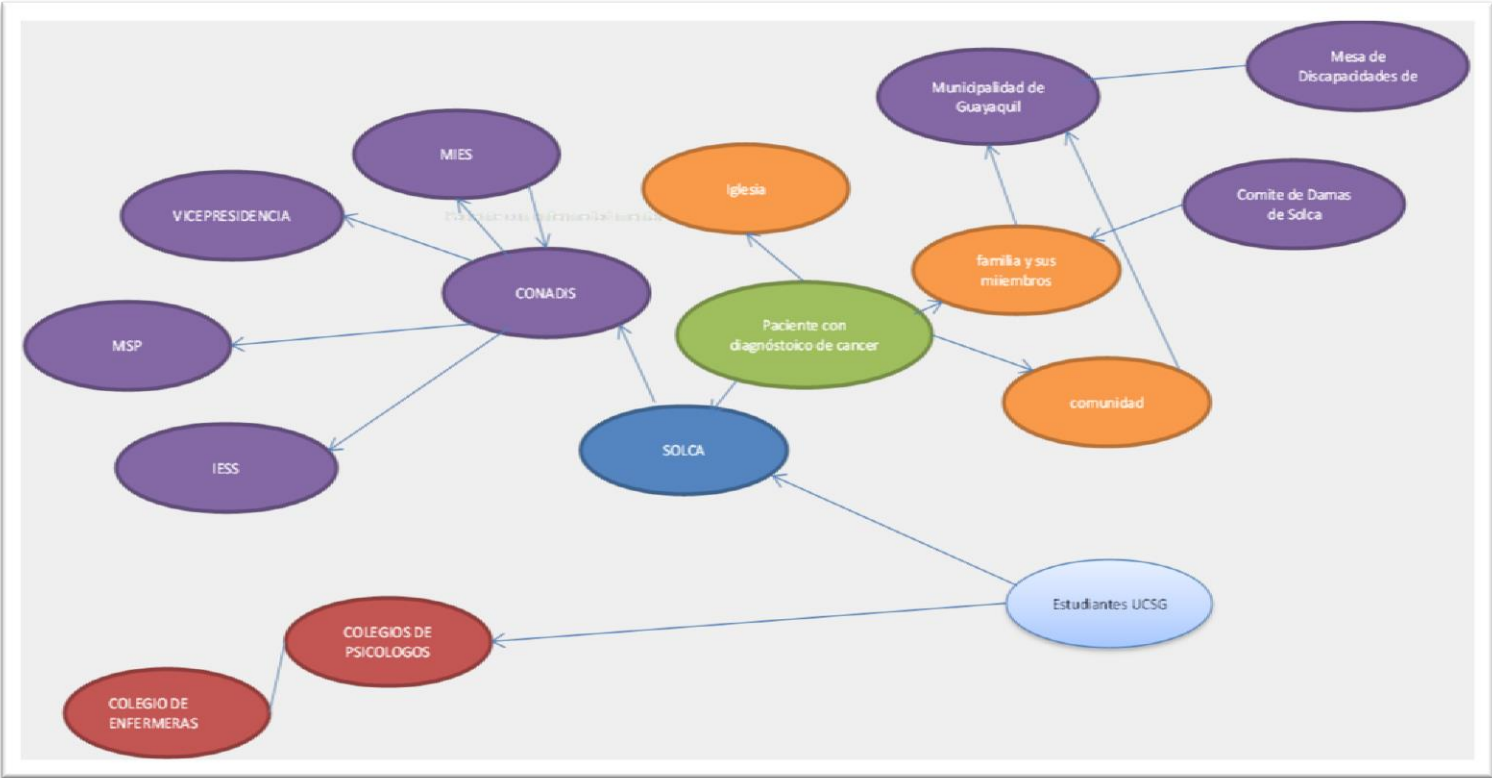 Mesa de
Discapacidades de
Municipalidad de
Guayaquil
MIES
Iglesia
Comite de Damas
de Solca
VICEPRESIDENCIA
familia y sus
miiembros
CONADIS
Paciente con
diagnóstoico de cancer
MSP
comunidad
SOLCA
IESS
Estudiantes UCSG
COLEGIOS DE
PSICOLOGOS
COLEGIO DE
ENFERMERAS